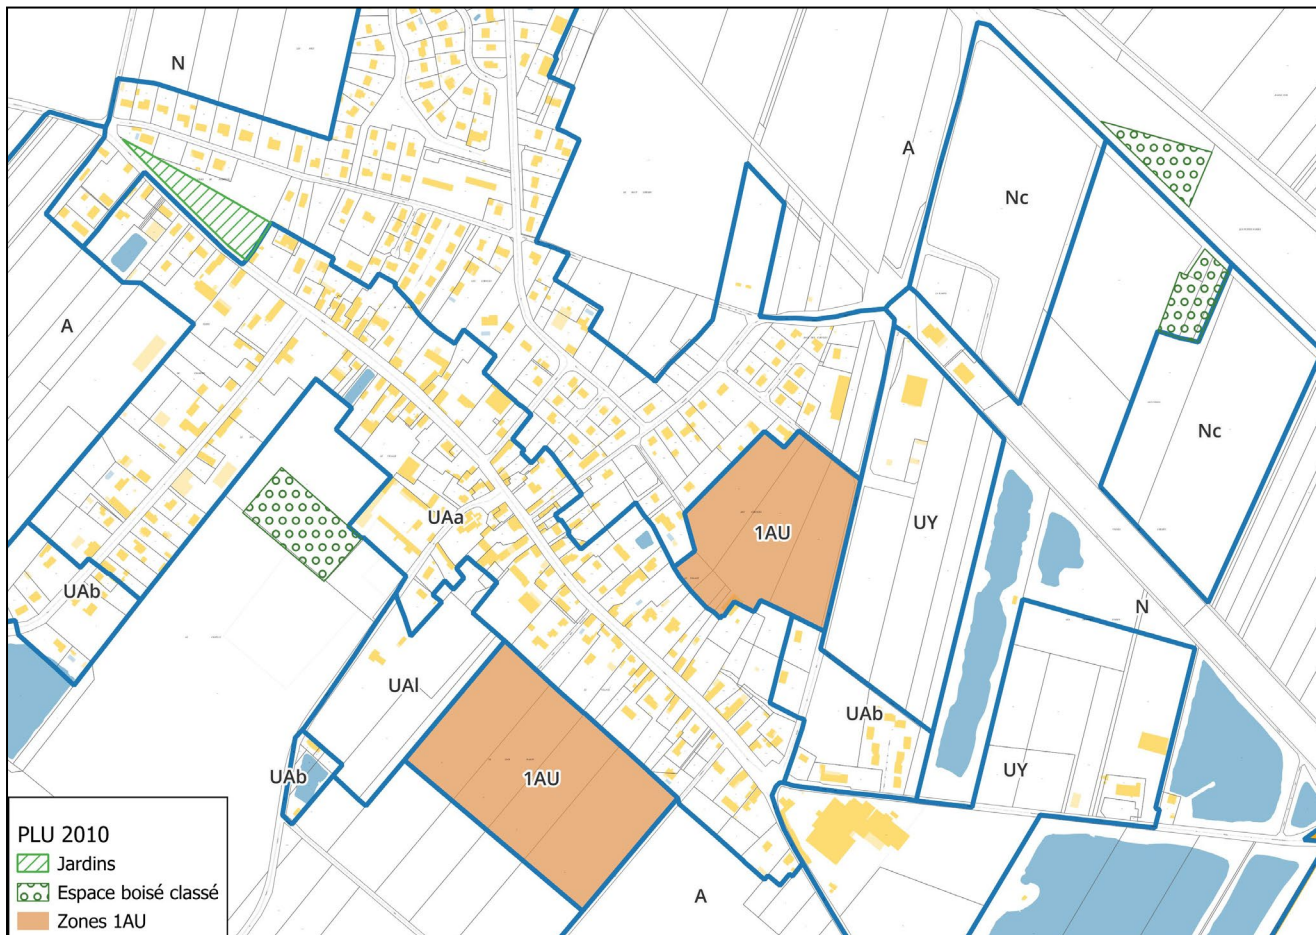 N
A
Nc
A
Nc
UAa
1AU
UY
UAb
N
UAl
UAb
1AU
UAb
UY
A
PLU 2010
Jardins
Espace boisé classé
Zones 1AU